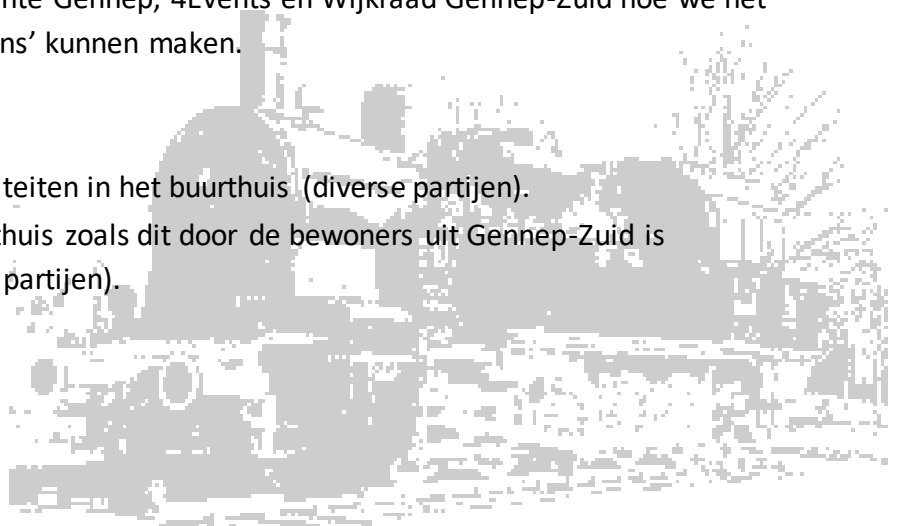 nte Gennep, 4Events en Wijkraad Gennep-Zuid hoe we het
ns’ kunnen maken.
teiten in het buurthuis (diverse partijen).
thuis zoals dit door de bewoners uit Gennep-Zuid is
partijen).